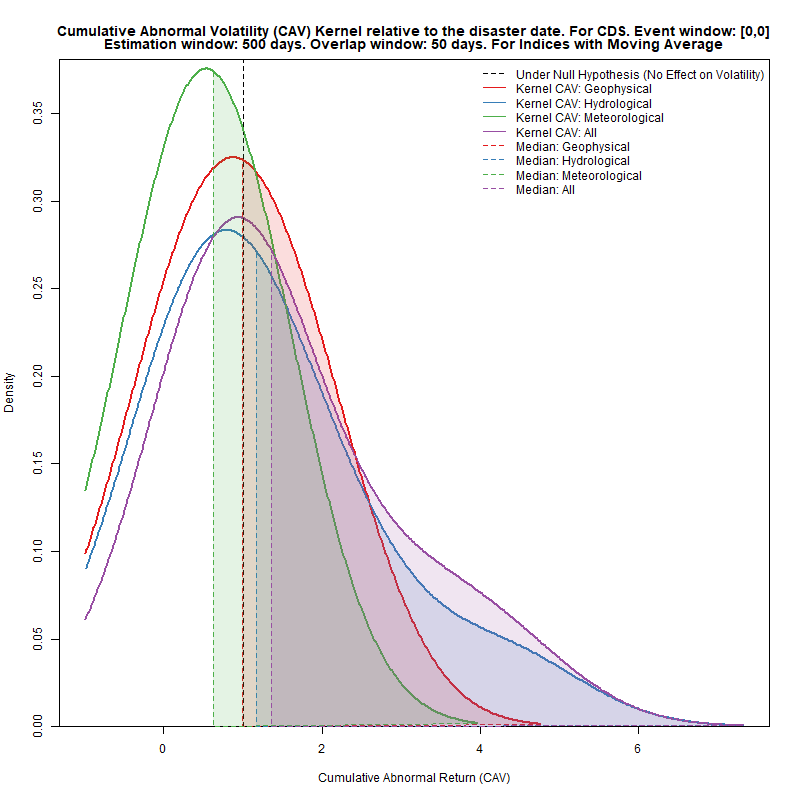 Cumulative Abnormal Volatility (CAV) Kernel relative to the disaster date. For CDS. Event window: [0,0]
Estimation window: 500 days. Overlap window: 50 days. For Indices with Moving Average
Under Null Hypothesis (No Effect on Volatility)
Kernel CAV: Geophysical
Kernel CAV: Hydrological
Kernel CAV: Meteorological
Kernel CAV: All
Median: Geophysical
Median: Hydrological
Median: Meteorological
Median: All
Density
0.35
0.30
0.25
0.20
0.15
0.10
0.05
0.00
0 2 4 6
Cumulative Abnormal Return (CAV)